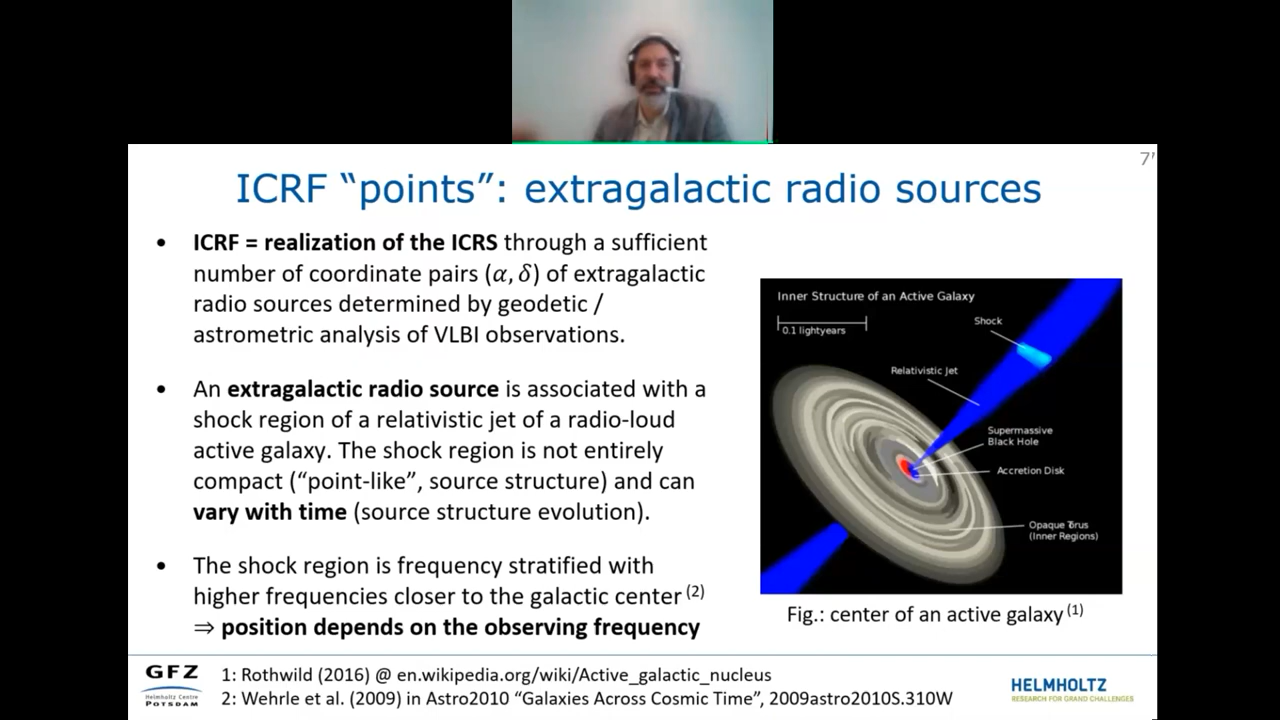 7'
ICRF “points”: extragalactic radio sources
• ICRF = realization of the ICRS through a sufficient
number of coordinate pairs (α, δ) of extragalactic
radio sources determined by geodetic /
astrometric analysis of VLBI observations.
• An extragalactic radio source is associated with a
shock region of a relativistic jet of a radio-loud
active galaxy. The shock region is not entirely
compact (“point-like”, source structure) and can
vary with time (source structure evolution).
• The shock region is frequency stratified with
higher frequencies closer to the galactic center (2)
⇒ position depends on the observing frequency
Inner Structure of an Active Galaxy
0.1 lightyears
Shock
Relativistic Jet
Supermassive
Black Hole
Accretion Disk
Opaque Torus
(Inner Regions)
Fig.: center of an active galaxy (1)
GFZ
Helmholtz Centre
POTSDAM
1: Rothwild (2016) @ en.wikipedia.org/wiki/Active_galactic_nucleus
2: Wehrle et al. (2009) in Astro2010 “Galaxies Across Cosmic Time”, 2009astro2010S.310W
HELMHOLTZ
RESEARCH FOR GRAND CHALLENGES